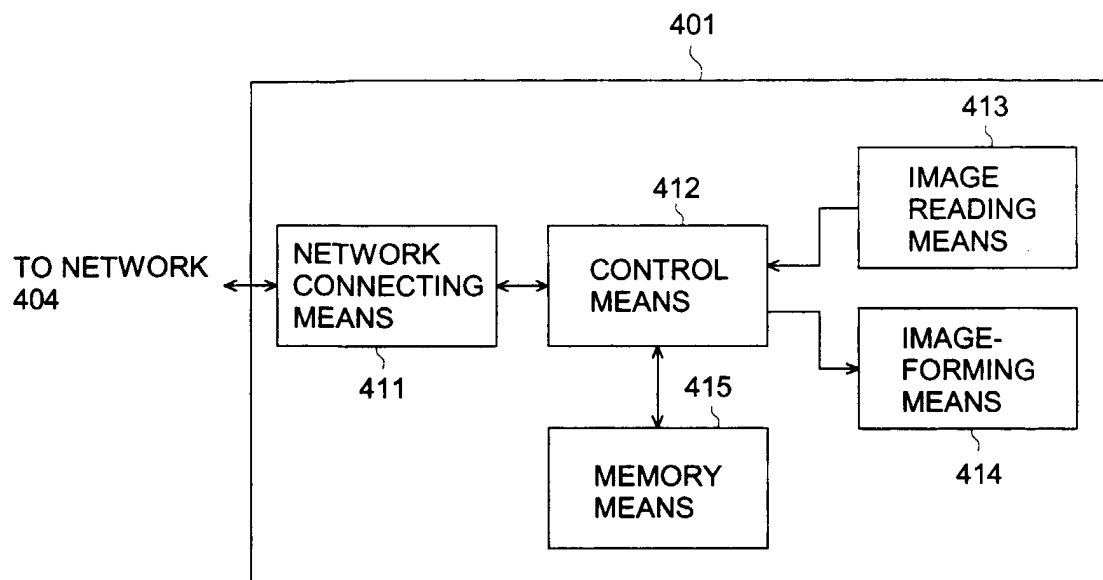 401
413
IMAGE
READING
MEANS
412
NETWORK
CONNECTING
MEANS
CONTROL
MEANS
TO NETWORK
404
IMAGE-
FORMING
MEANS
411
415
414
MEMORY
MEANS